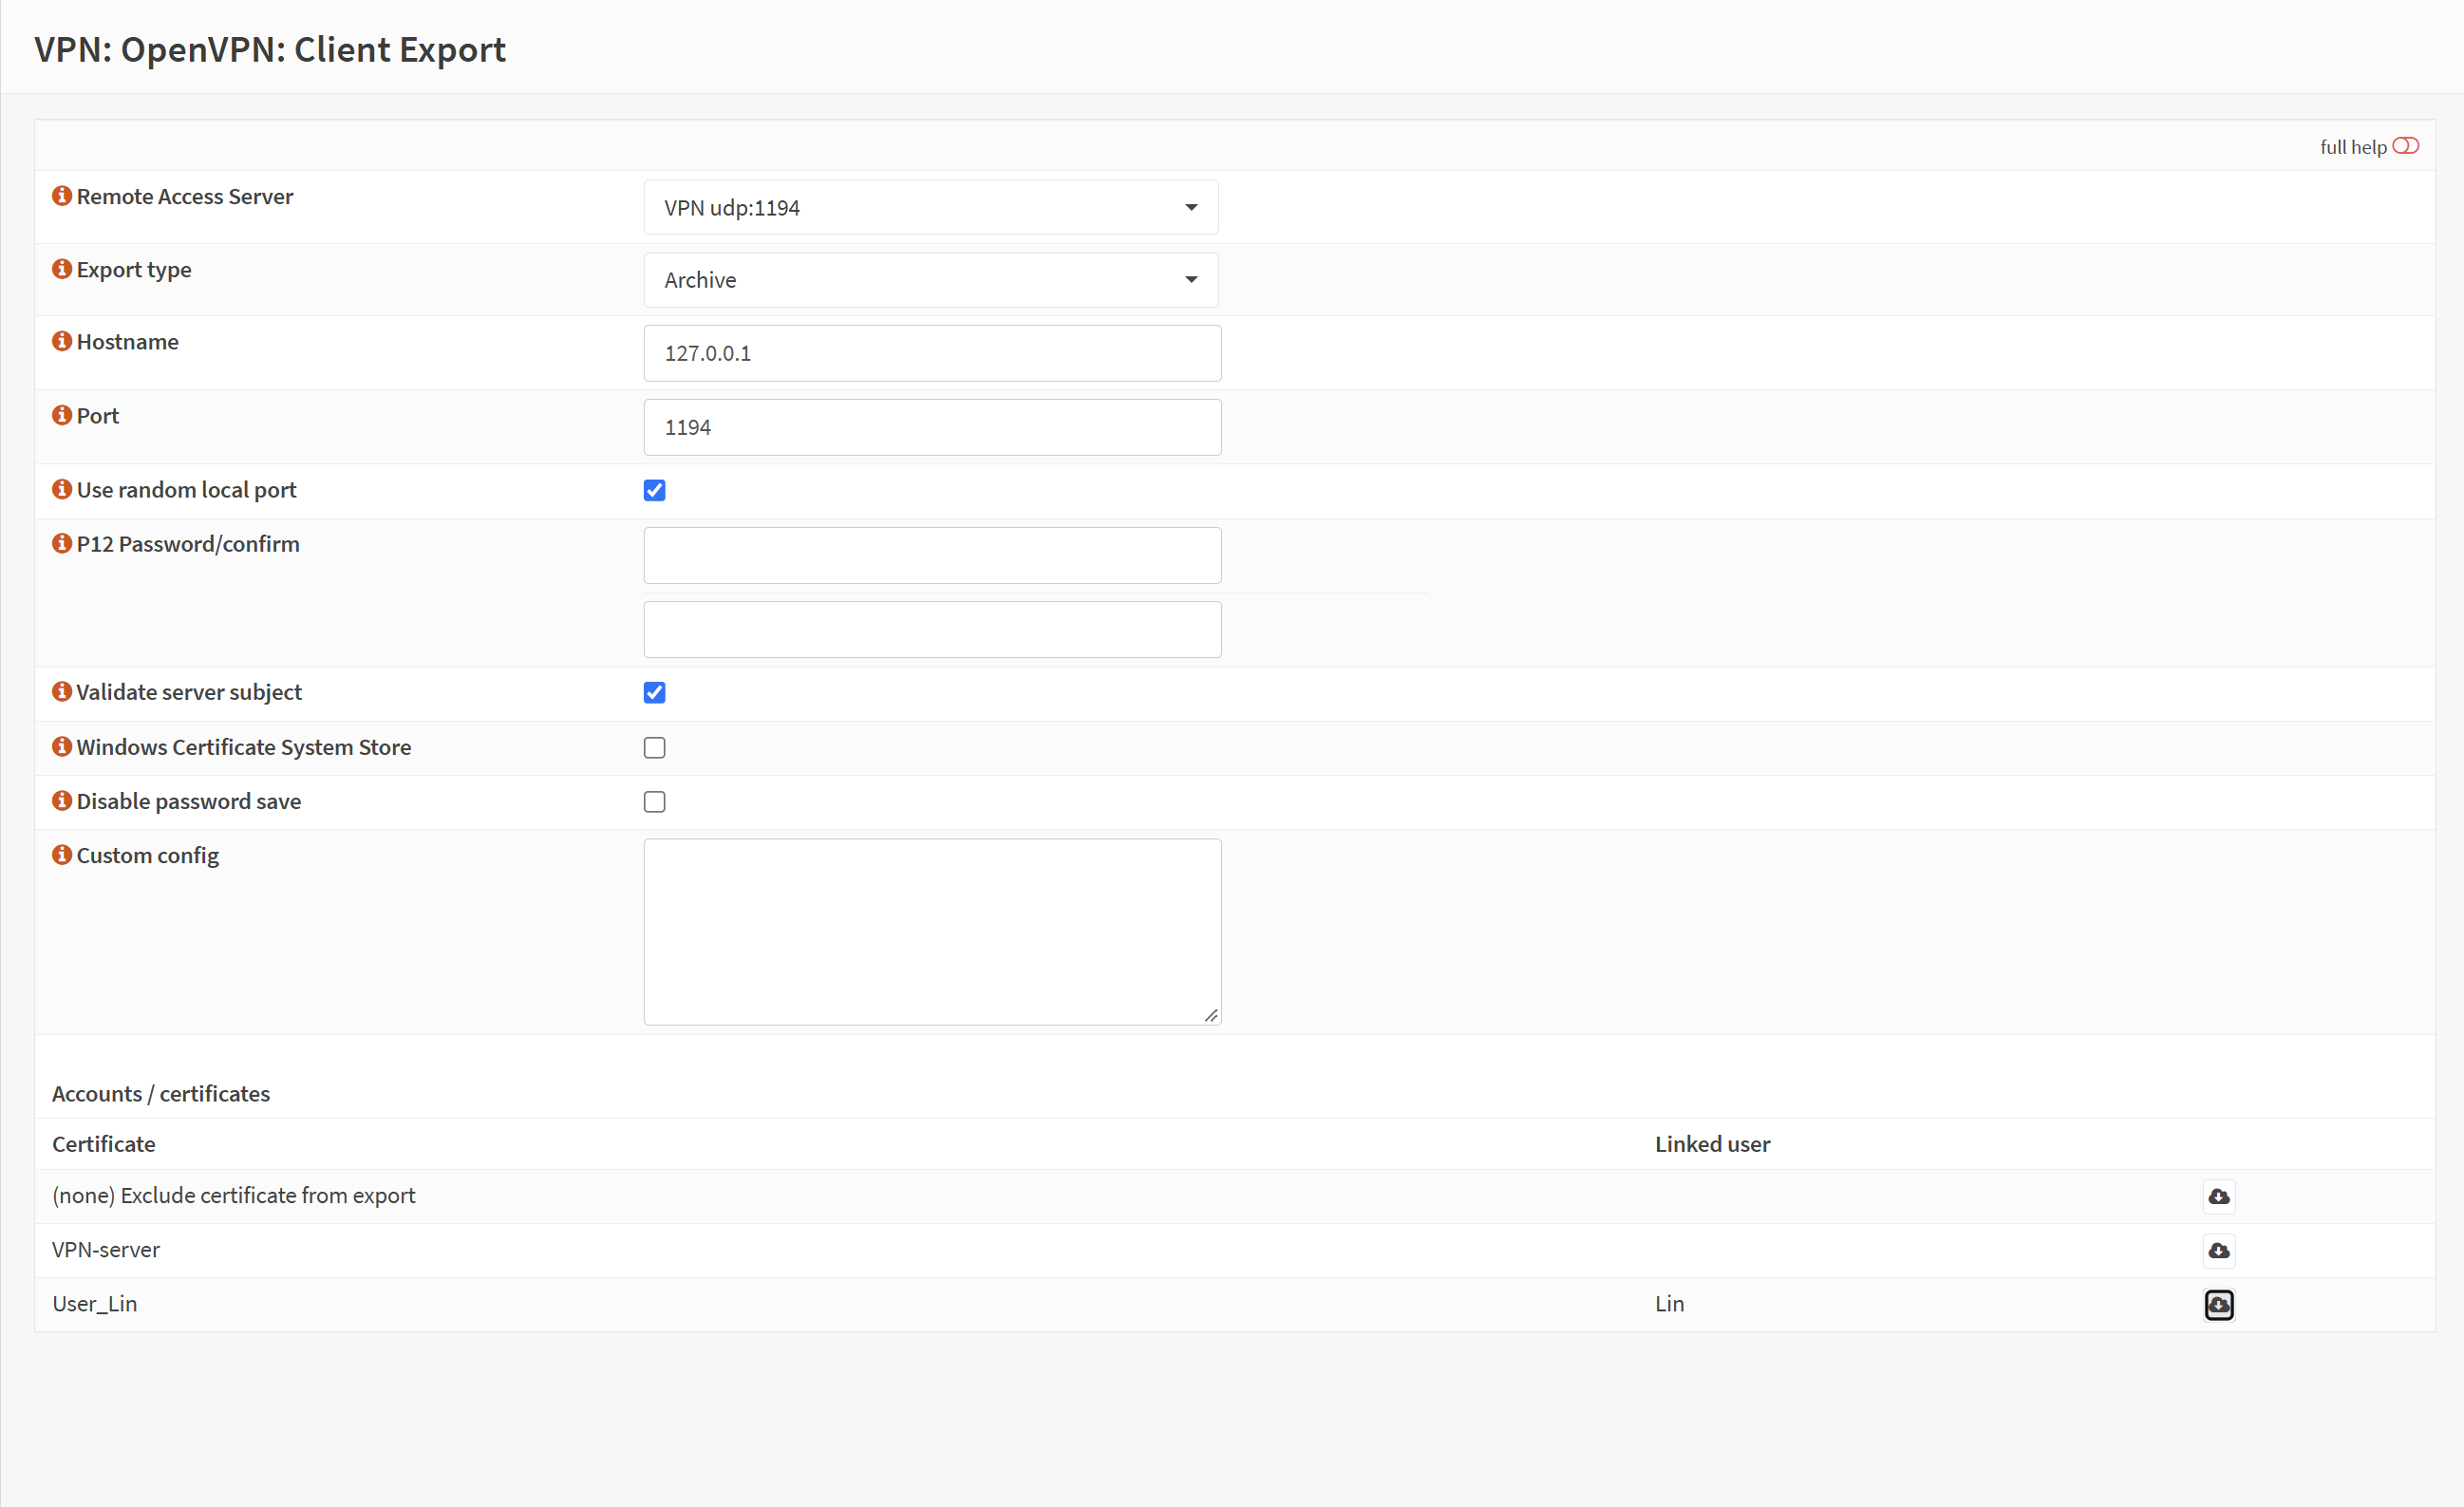 VPN: OpenVPN: Client Export
full help
Remote Access Server
VPN udp:1194
Export type
Archive
Hostname
127.0.0.1
Port
1194
Use random local port
P12 Password/confirm
Validate server subject
Windows Certificate System Store
Disable password save
Custom config
Accounts / certificates
Certificate Linked user
(none) Exclude certificate from export
VPN-server
User_Lin Lin